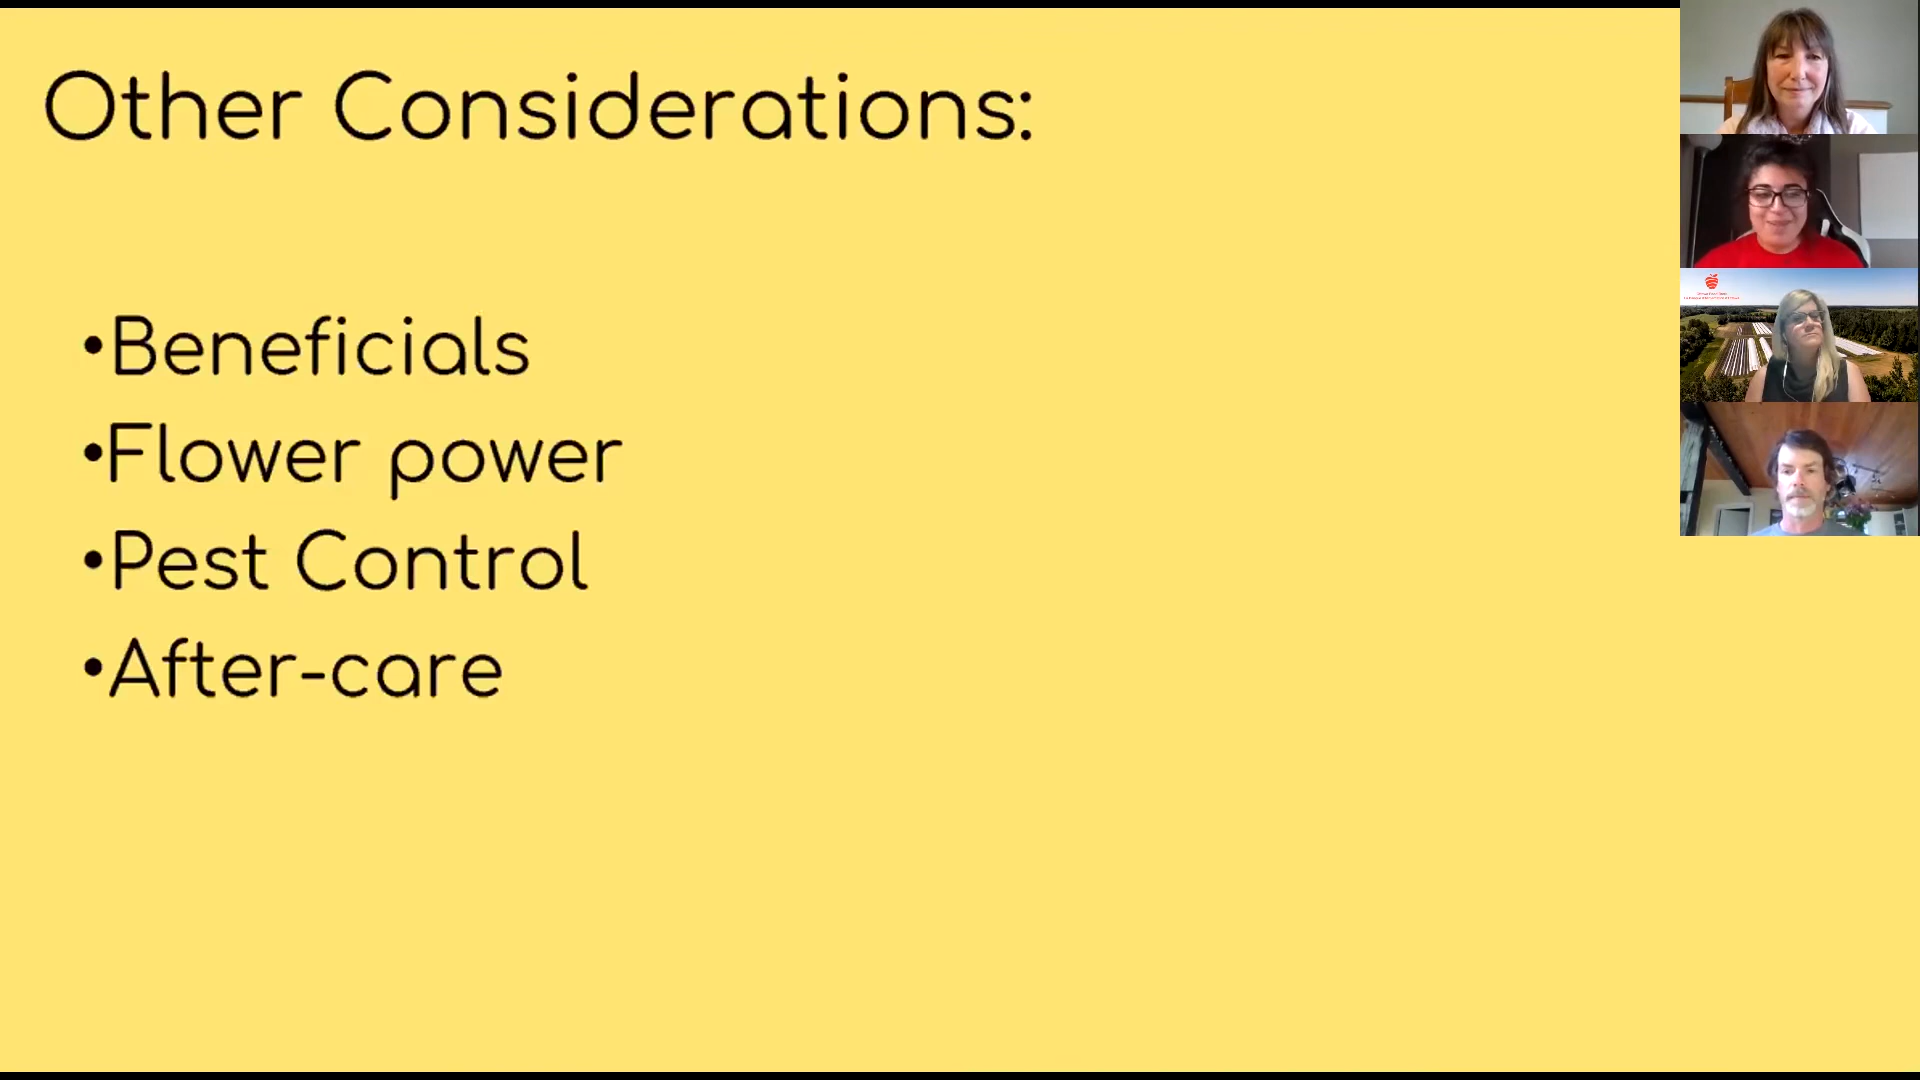 Other Considerations:
•Beneficials
•Flower power
•Pest Control
•After-care